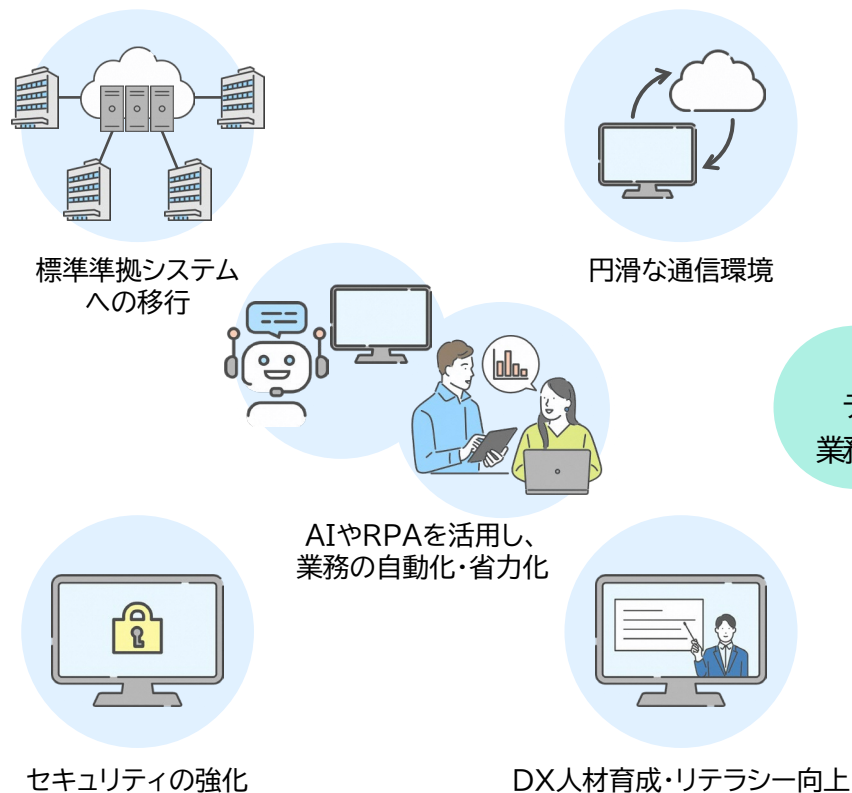 標準準拠システム
への移行
円滑な通信環境
AIやRPAを活用し、
業務の自動化・省力化
セキュリティの強化
DX人材育成・リテラシー向上